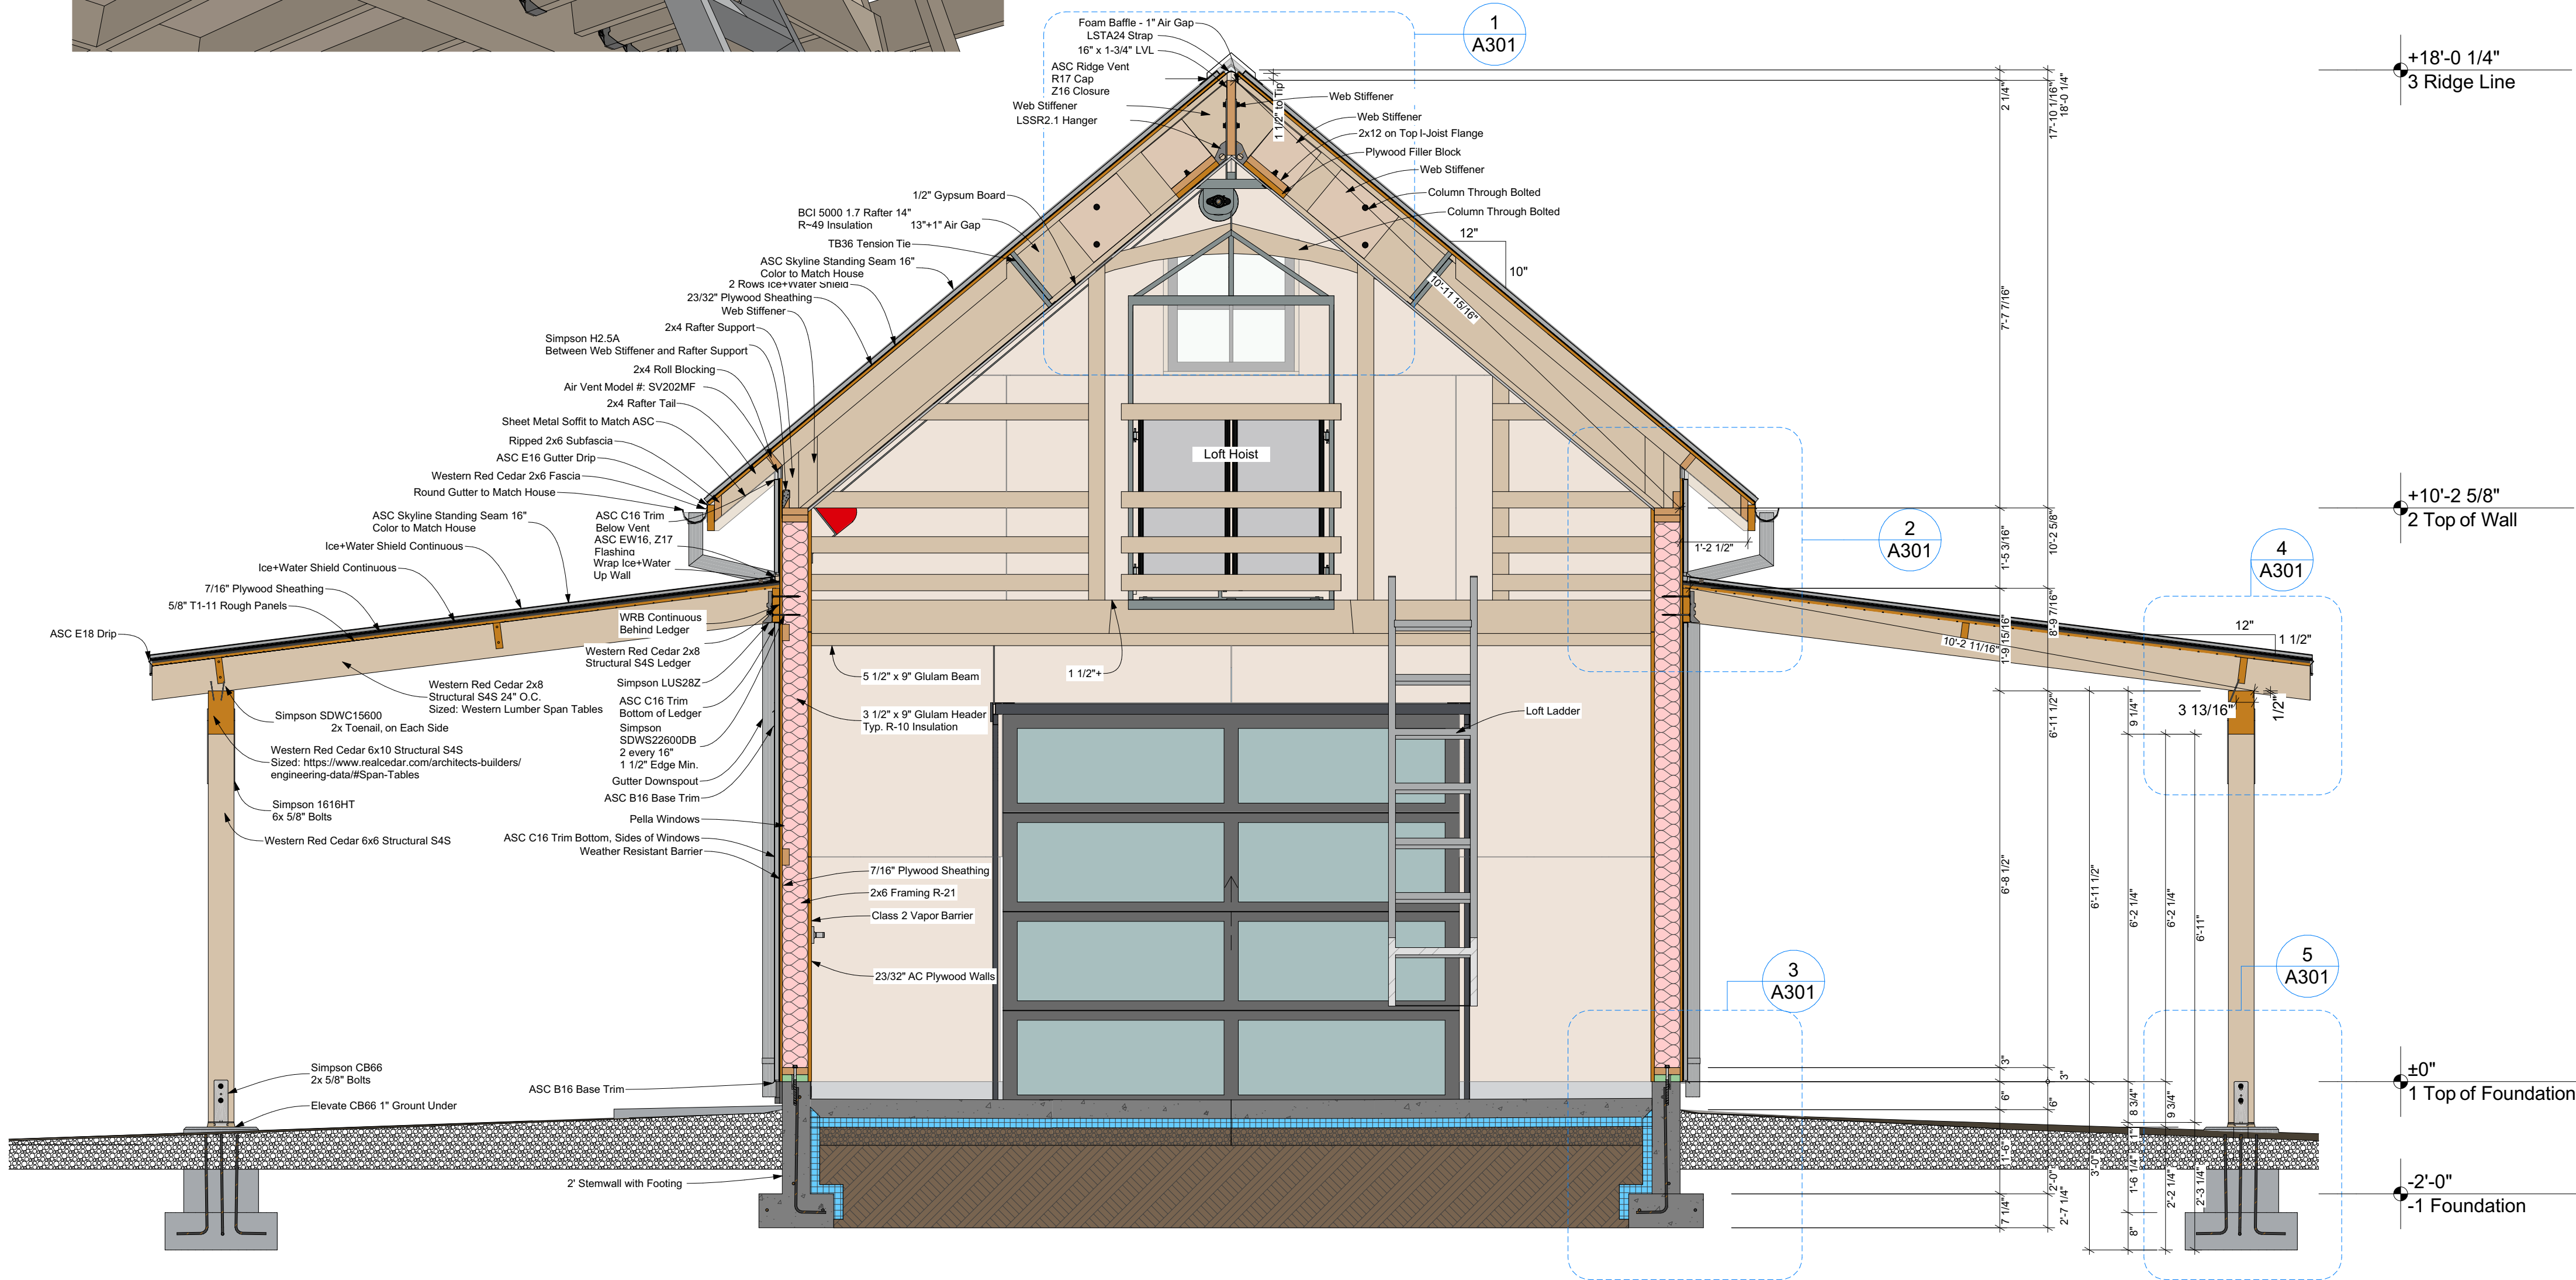 Foam Baffle - 1" Air Gap
LSTA24 Strap
16" x 1-3/4" LVL
ASC Ridge Vent
R17 Cap
Z16 Closure
Web Stiffener
LSSR2.1 Hanger
1/2" Gypsum Board
BCI 5000 1.7 Rafter 14"
R~49 Insulation 13"+1" Air Gap
TB36 Tension Tie
ASC Skyline Standing Seam 16"
Color to Match House
2 Rows Ice+Water Shield
23/32" Plywood Sheathing
Web Stiffener
2x4 Rafter Support
Simpson H2.5A
Between Web Stiffener and Rafter Support
2x4 Roll Blocking
Air Vent Model #: SV202MF
2x4 Rafter Tail
Sheet Metal Soffit to Match ASC
Ripped 2x6 Subfascia
ASC E16 Gutter Drip
Western Red Cedar 2x6 Fascia
Round Gutter to Match House
ASC Skyline Standing Seam 16"
Color to Match House
Ice+Water Shield Continuous
Ice+Water Shield Continuous
7/16" Plywood Sheathing
5/8" T1-11 Rough Panels
ASC E18 Drip
ASC C16 Trim
Below Vent
ASC EW16, Z17
Flashing
Wrap Ice+Water
Up Wall
WRB Continuous
Behind Ledger
Western Red Cedar 2x8
Structural S4S Ledger
Simpson LUS28Z
ASC C16 Trim
Bottom of Ledger
Simpson
SDWS22600DB
2 every 16"
1 1/2" Edge Min.
Gutter Downspout
ASC B16 Base Trim
Pella Windows
ASC C16 Trim Bottom, Sides of Windows
Weather Resistant Barrier
Western Red Cedar 2x8
Structural S4S 24" O.C.
Sized: Western Lumber Span Tables
Simpson SDWC15600
2x Toenail, on Each Side
Western Red Cedar 6x10 Structural S4S
Sized: https://www.realcedar.com/architects-builders/
engineering-data/#Span-Tables
Simpson 1616HT
6x 5/8" Bolts
Western Red Cedar 6x6 Structural S4S
Simpson CB66
2x 5/8" Bolts
Elevate CB66 1" Grount Under
ASC B16 Base Trim
2' Stemwall with Footing
5 1/2" x 9" Glulam Beam
3 1/2" x 9" Glulam Header
Typ. R-10 Insulation
7/16" Plywood Sheathing
2x6 Framing R-21
Class 2 Vapor Barrier
23/32" AC Plywood Walls
1 1/2"+
Loft Hoist
Loft Ladder
1 1/2" to Tip
Web Stiffener
Web Stiffener
2x12 on Top I-Joist Flange
Plywood Filler Block
Web Stiffener
Column Through Bolted
Column Through Bolted
12"
10"
10'-11 15/16"
1'-2 1/2"
10'-2 11/16"
12"
1 1/2"
3 13/16"
1/2"
1
A301
2
A301
3
A301
4
A301
5
A301
2 1/4"
7'-7 7/16"
1'-5 3/16"
1'-9 15/16"
6'-8 1/2"
3"
6"
1'-6"
7 1/4"
17'-10 1/16"
18'-0 1/4"
10'-2 5/8"
8'-9 7/16"
6'-11 1/2"
3"
6"
2'-0"
2'-7 1/4"
6'-11 1/2"
3'-0"
9 1/4"
6'-2 1/4"
8 3/4"
1"
1'-6 1/4"
8"
6'-2 1/4"
9 3/4"
2'-2 1/4"
6'-11"
2'-3 1/4"
+18'-0 1/4"
3 Ridge Line
+10'-2 5/8"
2 Top of Wall
±0"
1 Top of Foundation
-2'-0"
-1 Foundation